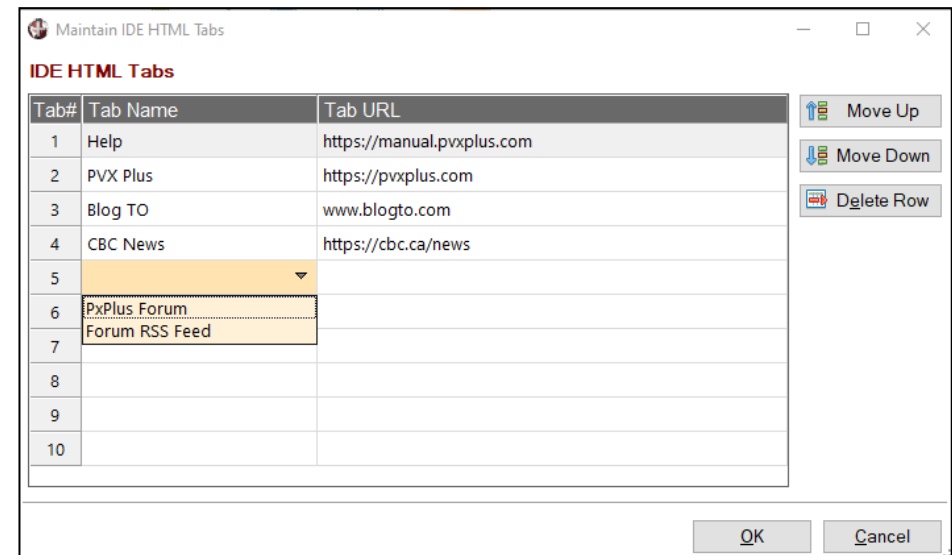 Maintain IDE HTML Tabs
IDE HTML Tabs
Tab# Tab Name Tab URL
1 Help https://manual.pvxplus.com
2 PVX Plus https://pvxplus.com
3 Blog TO www.blogto.com
4 CBC News https://cbc.ca/news
5
6 PxPlus Forum
Forum RSS Feed
7
8
9
10
Move Up
Move Down
Delete Row
OK Cancel